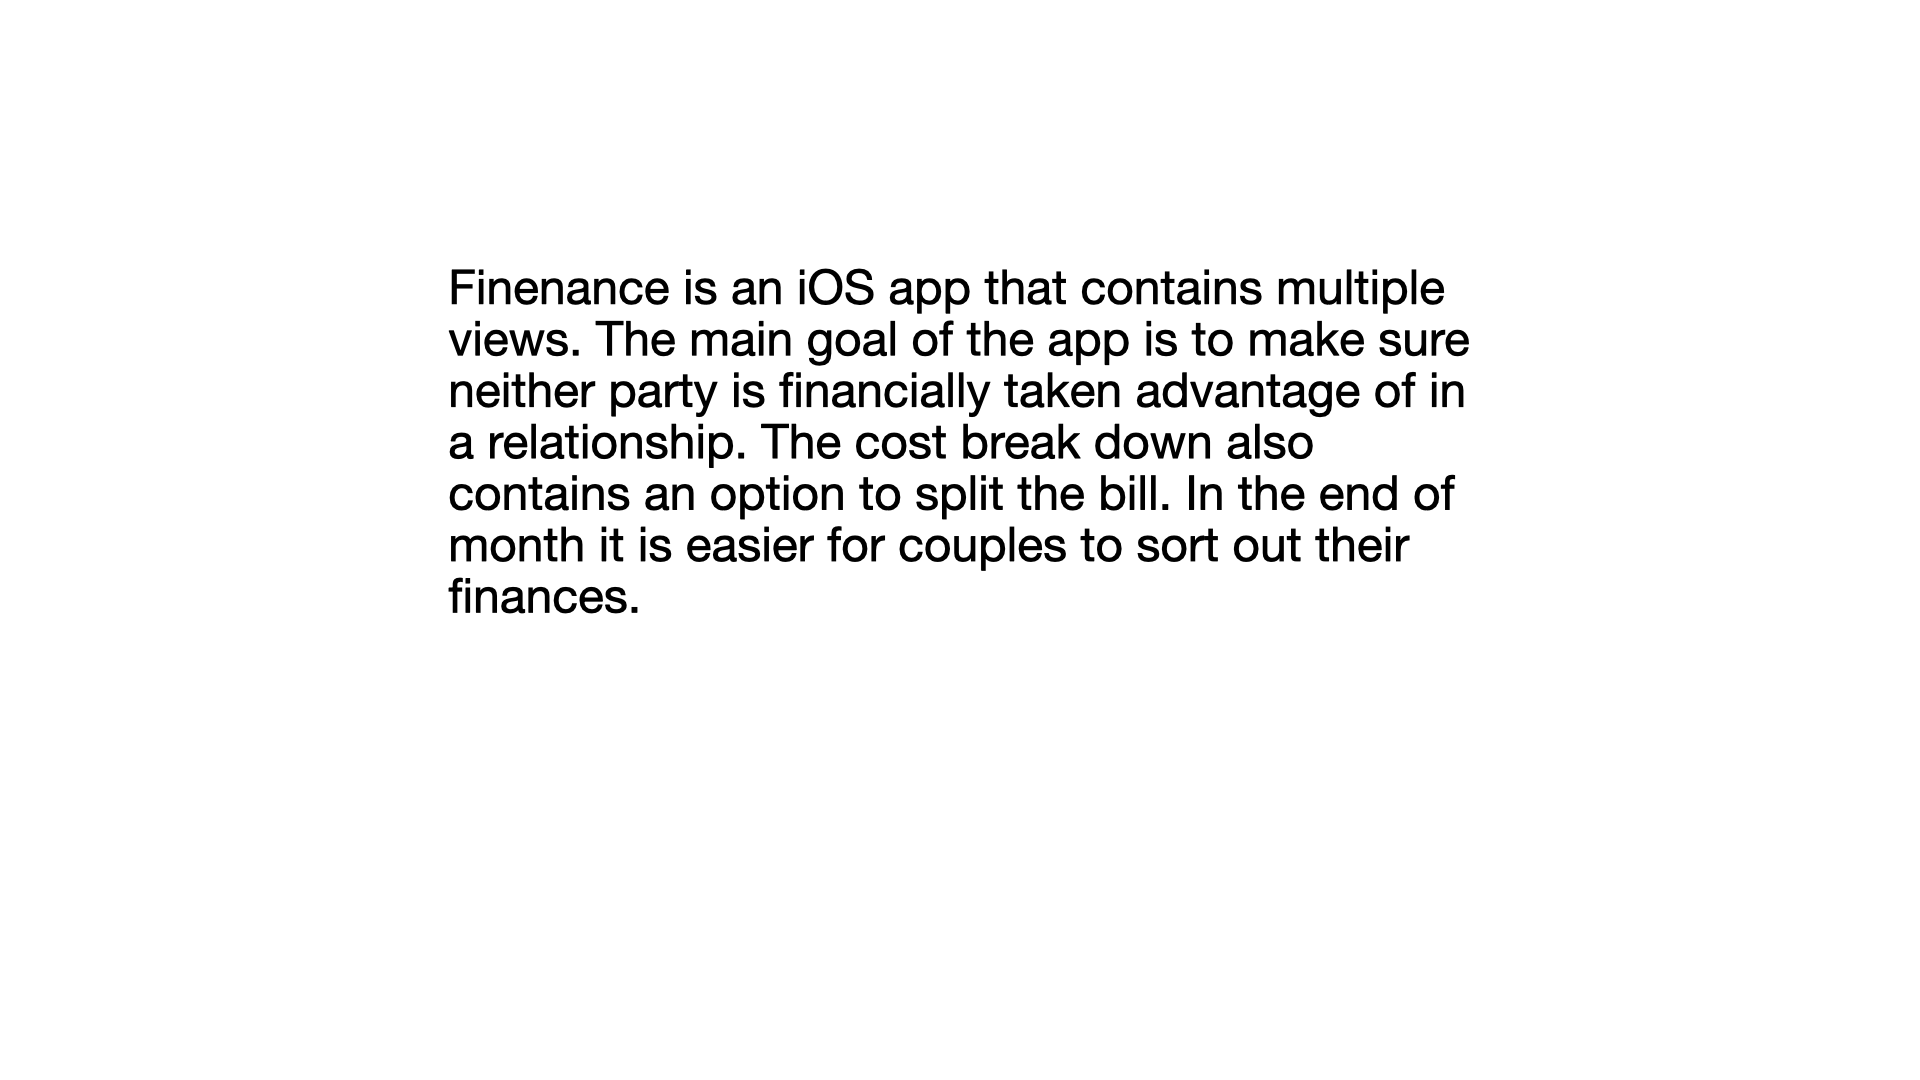 Finenance is an iOS app that contains multiple
views. The main goal of the app is to make sure
neither party is financially taken advantage of in
a relationship. The cost break down also
contains an option to split the bill. In the end of
month it is easier for couples to sort out their
finances.